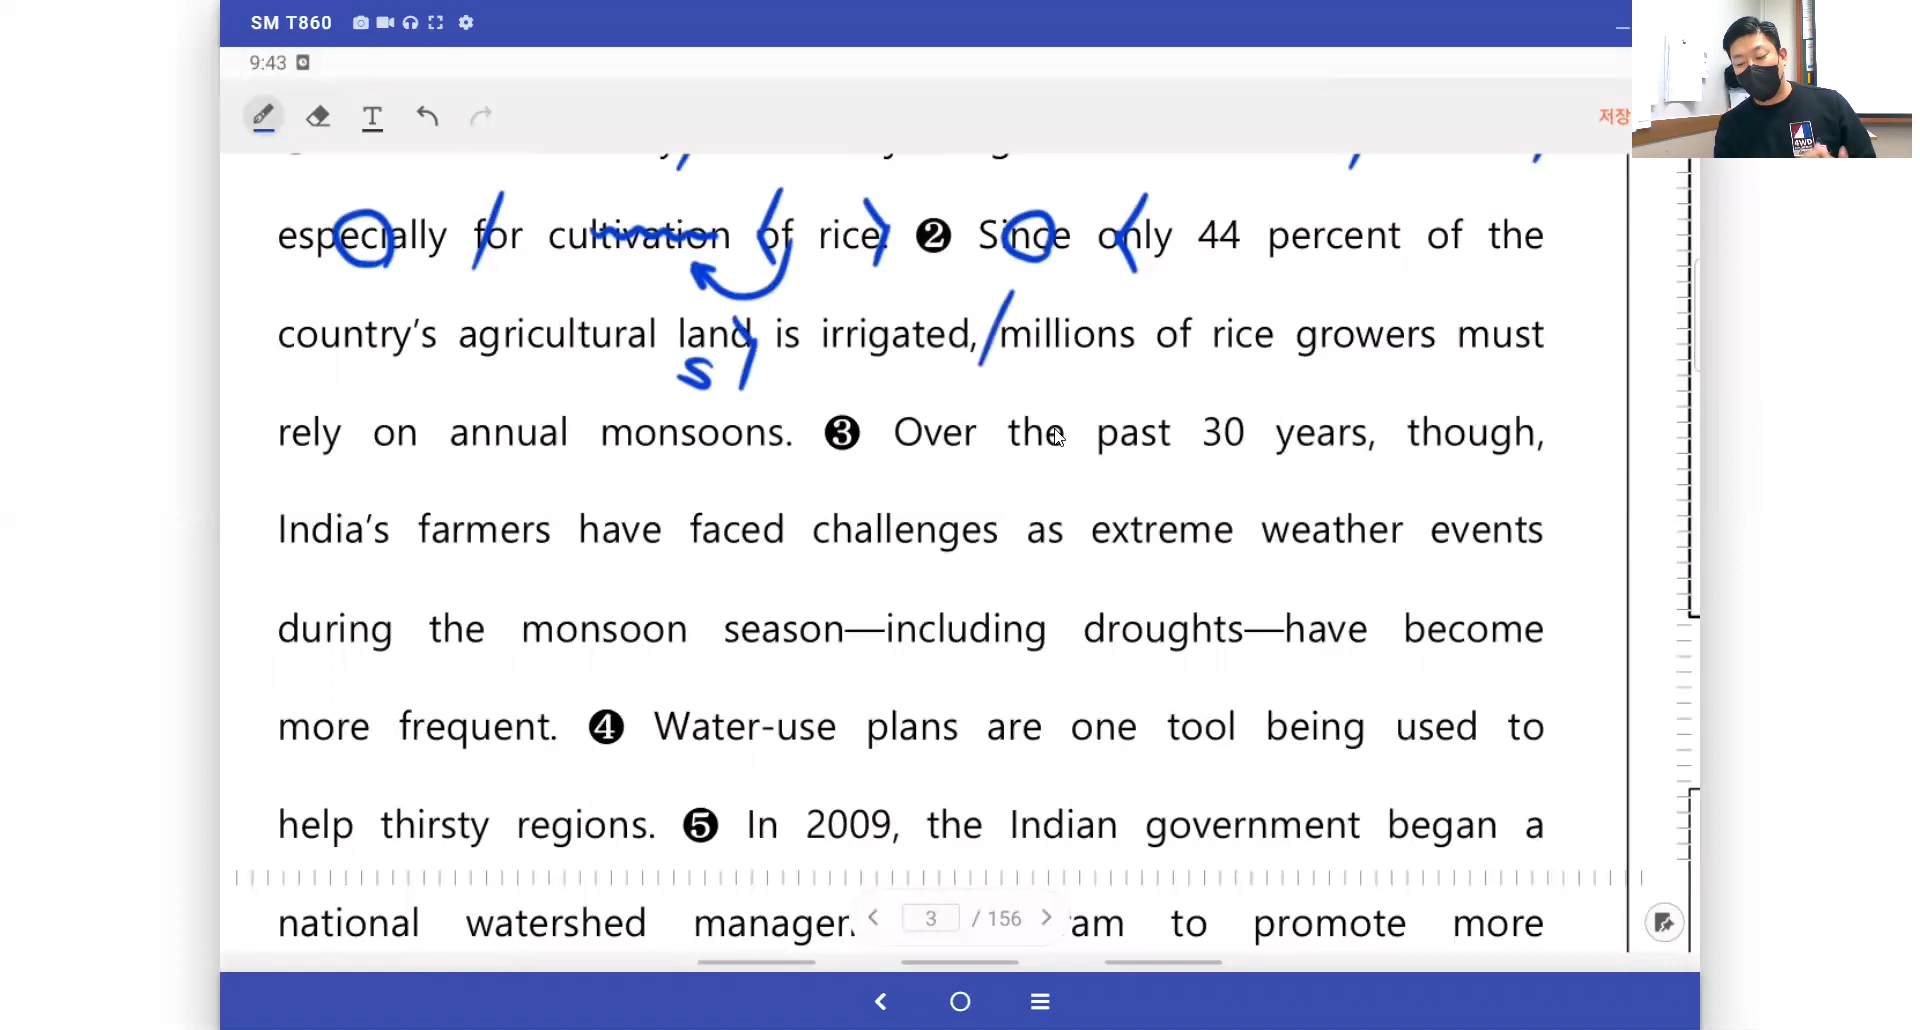 SM T860
9:43
T
저장
especially for cultivation of rice. ❷ Since only 44 percent of the
country's agricultural land is irrigated, millions of rice growers must
S
rely on annual monsoons. ❸ Over the past 30 years, though,
India's farmers have faced challenges as extreme weather events
during the monsoon season—including droughts—have become
more frequent. ❹ Water-use plans are one tool being used to
help thirsty regions. ❺ In 2009, the Indian government began a
national watershed to promote more
3 / 156
4WD